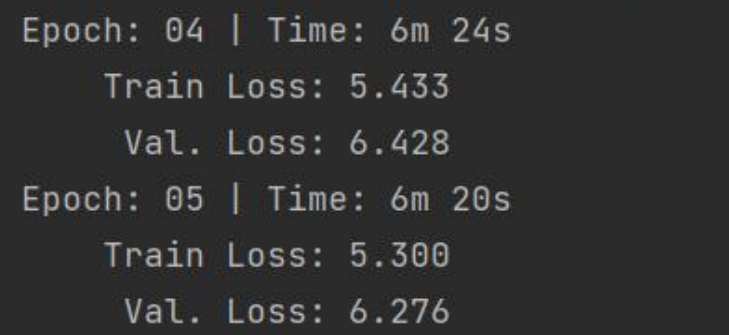 Epoch: 04 | Time: 6m 24s
Train Loss: 5.433
Val. Loss: 6.428
Epoch: 05 | Time: 6m 20s
Train Loss: 5.300
Val. Loss: 6.276